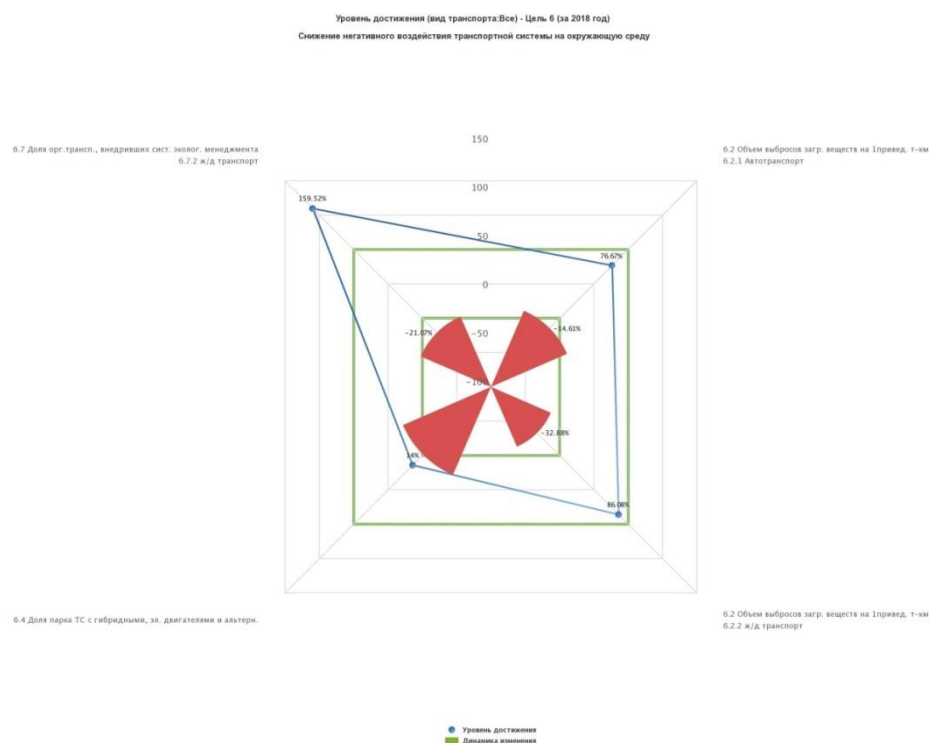 Уровень достижения (вид транспорта:Все) - Цель 6 (за 2018 год)
Снижение негативного воздействия транспортной системы на окружающую среду
150
6.7 Доля орг.трансп., внедривших сист. эколог. менеджмента
6.7.2 ж/д транспорт
6.2 Объем выбросов загр. веществ на 1привед. т-км
6.2.1 Автотранспорт
100
159.52%
50
76.67%
0
-21.07%
-50
-14.61%
-100
-32.88%
14%
86.08%
6.4 Доля парка ТС с гибридными, эл. двигателями и альтерн.
6.2 Объем выбросов загр. веществ на 1привед. т-км
6.2.2 ж/д транспорт
Уровень достижения
Динамика изменения